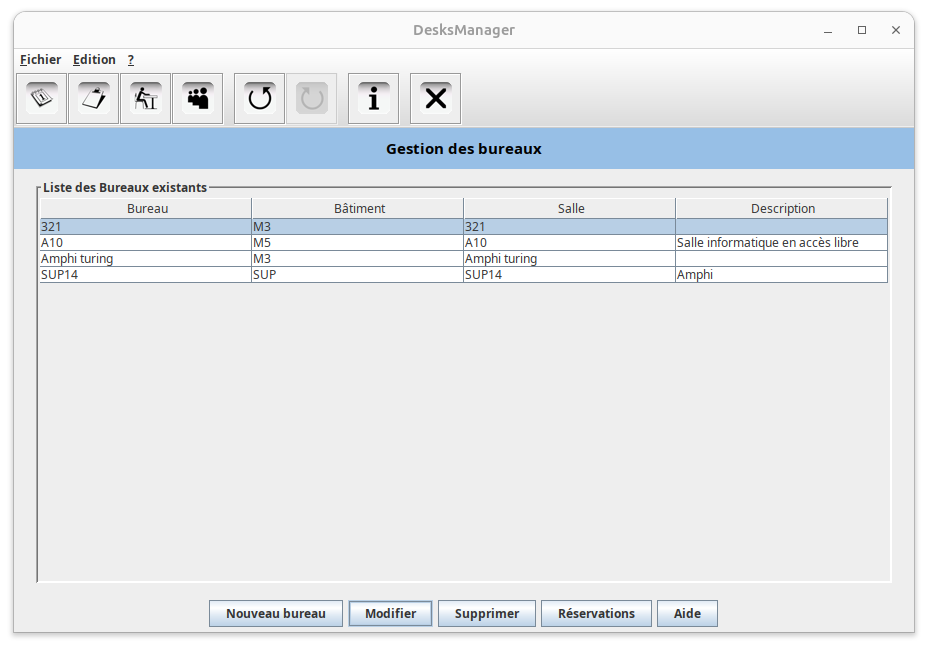 DesksManager
Fichier Edition ?
Gestion des bureaux
Liste des Bureaux existants
Bureau Bâtiment Salle Description
321 M3 321
A10 M5 A10 Salle informatique en accès libre
Amphi turing M3 Amphi turing
SUP14 SUP SUP14 Amphi
Nouveau bureau Modifier Supprimer Réservations Aide